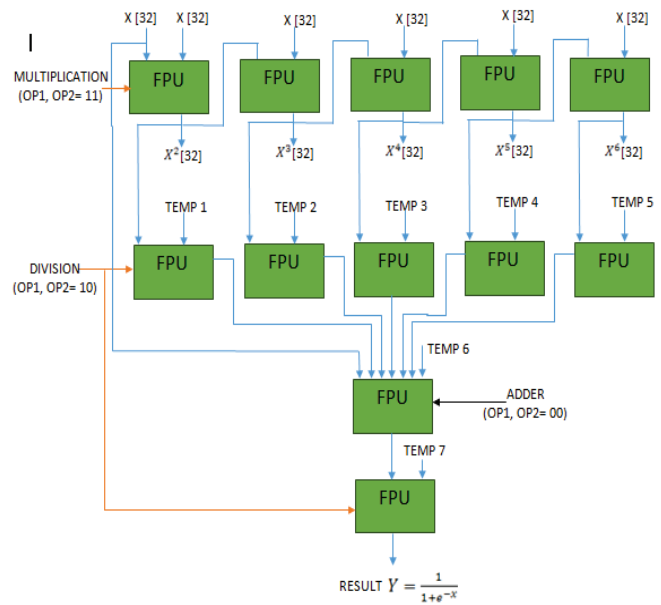 X [32] X [32] X [32] X [32] X [32] X [32]
I
FPU FPU FPU FPU FPU
MULTIPLICATION
(OP1, OP2= 11)
X²[32] X³[32] X⁴[32] X⁵[32] X⁶[32]
TEMP 1 TEMP 2 TEMP 3 TEMP 4 TEMP 5
FPU FPU FPU FPU FPU
DIVISION
(OP1, OP2= 10)
TEMP 6
FPU
ADDER
(OP1, OP2= 00)
TEMP 7
FPU
RESULT Y = 1/(1+e^{-x})